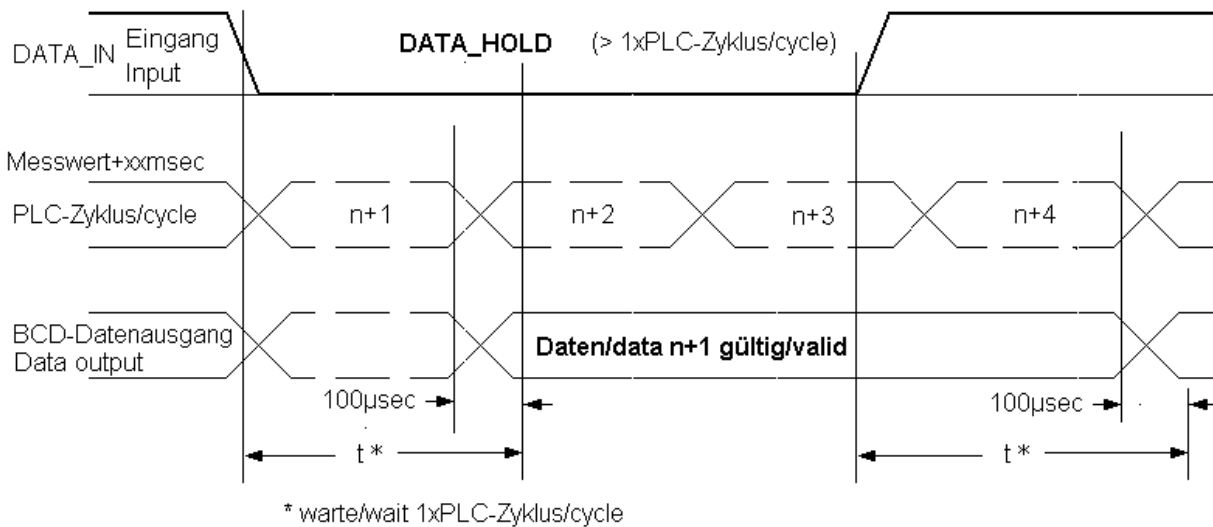 DATA_IN Eingang
Input
DATA_HOLD (> 1xPLC-Zyklus/cycle)
Messwert+xxmsec
PLC-Zyklus/cycle n+1 n+2 n+3 n+4
BCD-Datenausgang
Data output
Daten/data n+1 gültig/valid
100µsec 100µsec
t* t*
* warte/wait 1xPLC-Zyklus/cycle